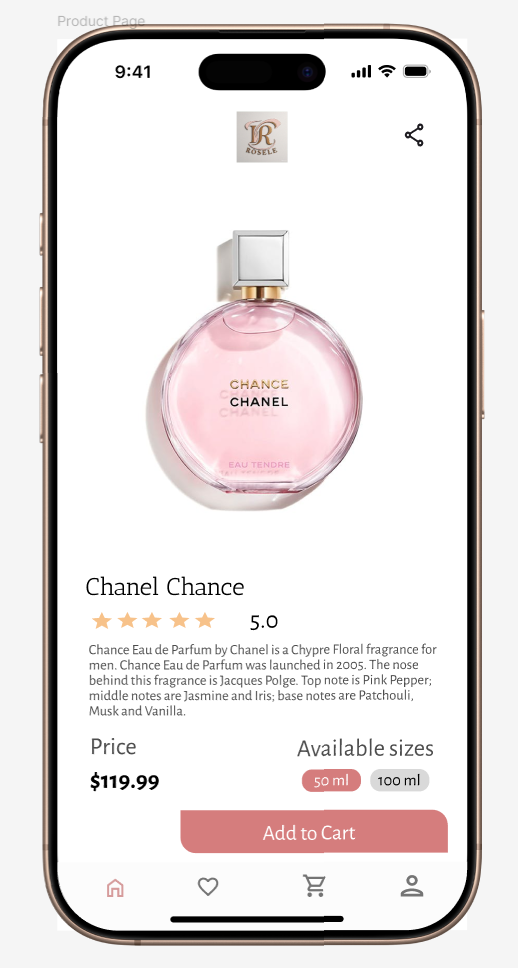 Product Page
9:41
R
ROSELE
CHANCE
CHANEL
EAU TENDRE
Chanel Chance
5.0
Chance Eau de Parfum by Chanel is a Chypre Floral fragrance for
men. Chance Eau de Parfum was launched in 2005. The nose
behind this fragrance is Jacques Polge. Top note is Pink Pepper;
middle notes are Jasmine and Iris; base notes are Patchouli,
Musk and Vanilla.
Price
Available sizes
$119.99
50 ml
100 ml
Add to Cart